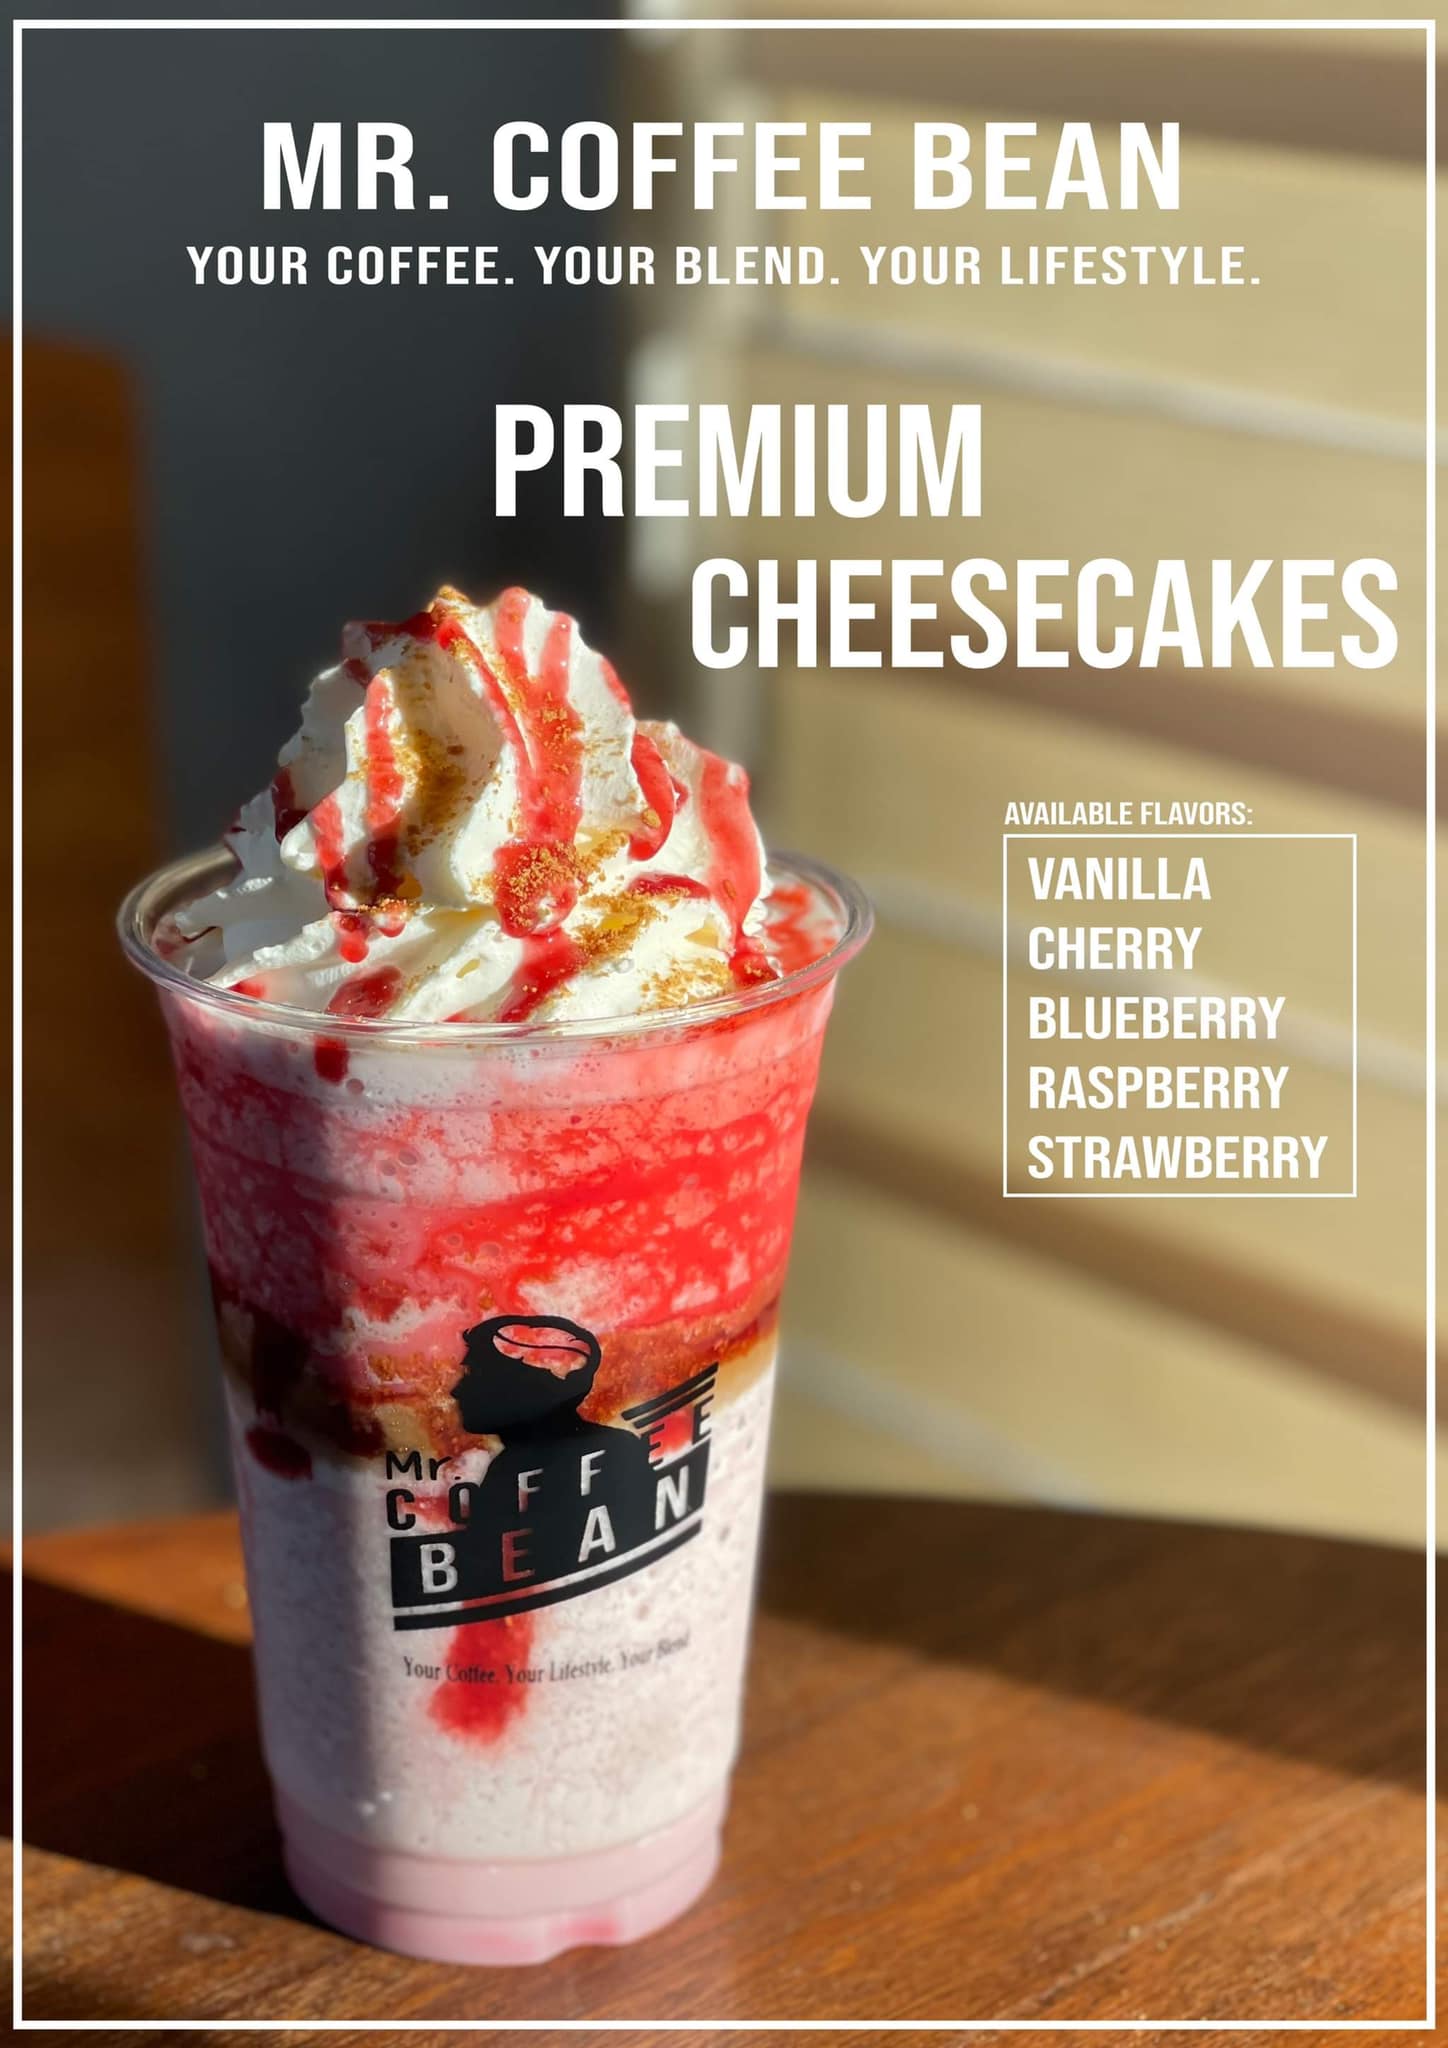 MR. COFFEE BEAN
YOUR COFFEE. YOUR BLEND. YOUR LIFESTYLE.
PREMIUM
CHEESECAKES
AVAILABLE FLAVORS:
VANILLA
CHERRY
BLUEBERRY
RASPBERRY
STRAWBERRY
Mr.
COFFEE
BEAN
Your Coffee. Your Lifestyle. Your Blend